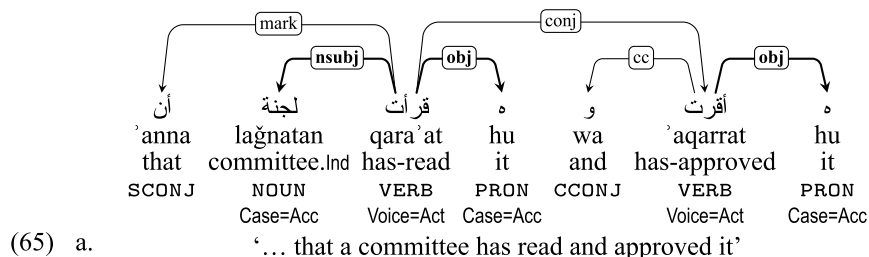 mark conj
nsubj obj cc obj
أن لجنة قرأت ه و أقرت ه
ʾanna laǧnatan qaraʾat hu wa ʾaqarrat hu
that committee.Ind has-read it and has-approved it
SCONJ NOUN VERB PRON CCONJ VERB PRON
Case=Acc Voice=Act Case=Acc Voice=Act Case=Acc
(65) a. ‘… that a committee has read and approved it’